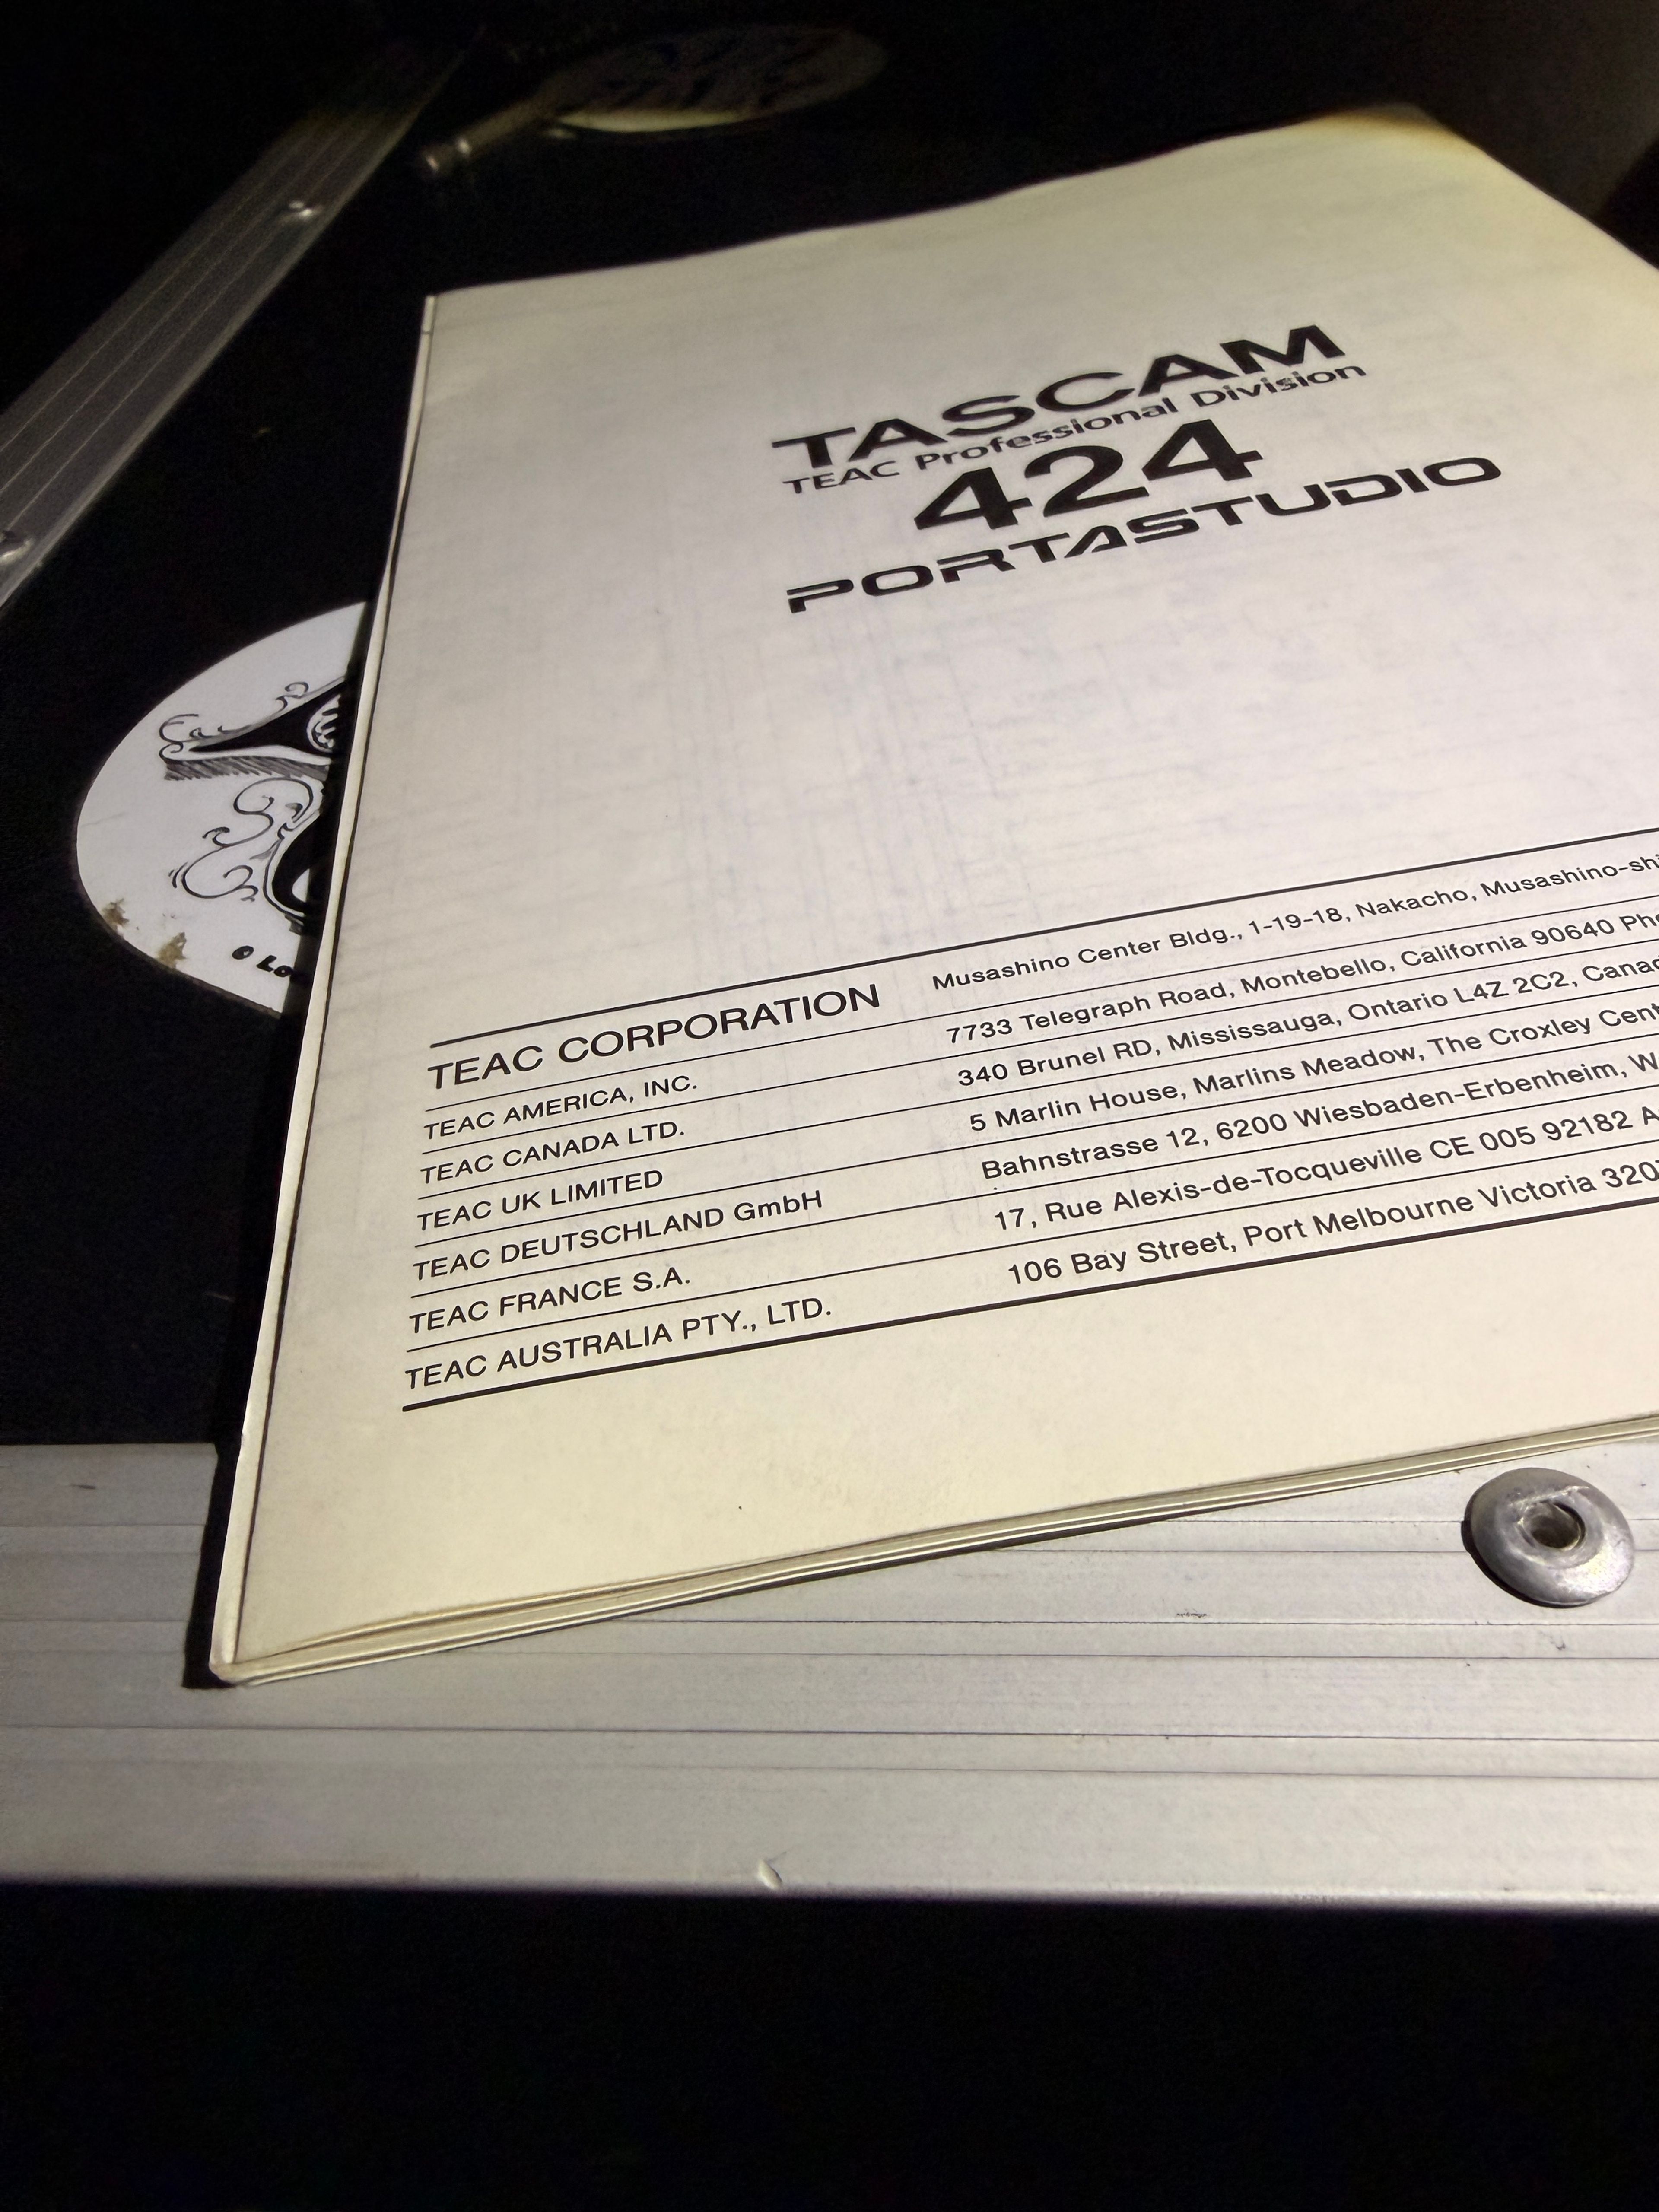 TASCAM
TEAC Professional Division
424
PORTASTUDIO
TEAC CORPORATION Musashino Center Bldg., 1-19-18, Nakacho, Musashino-shi
TEAC AMERICA, INC. 7733 Telegraph Road, Montebello, California 90640
TEAC CANADA LTD. 340 Brunel RD, Mississauga, Ontario L4Z 2C2,
TEAC UK LIMITED 5 Marlin House, Marlins Meadow, The Croxley
TEAC DEUTSCHLAND GmbH Bahnstrasse 12, 6200 Wiesbaden-Erbenheim,
TEAC FRANCE S.A. 17, Rue Alexis-de-Tocqueville CE 005 92182
TEAC AUSTRALIA PTY., LTD. 106 Bay Street, Port Melbourne Victoria
©